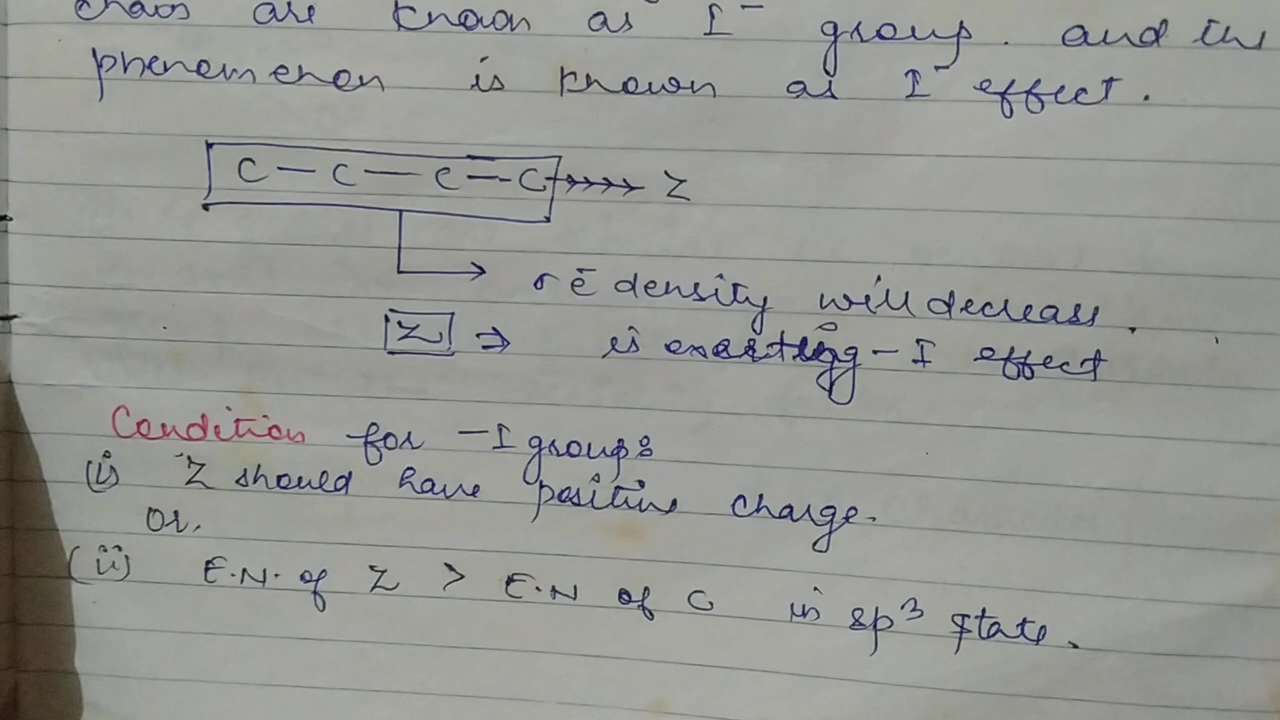 are known as I⁻ group. and
phenomenon is known as I⁻ effect.
C — C — C — C →→→→ Z
σ ē density will decrease.
Z ⇒ is exerting - I effect
Condition for -I group:
(i) Z should have positive charge.
or,
(ii) E.N. of Z > E.N of C in sp³ state.